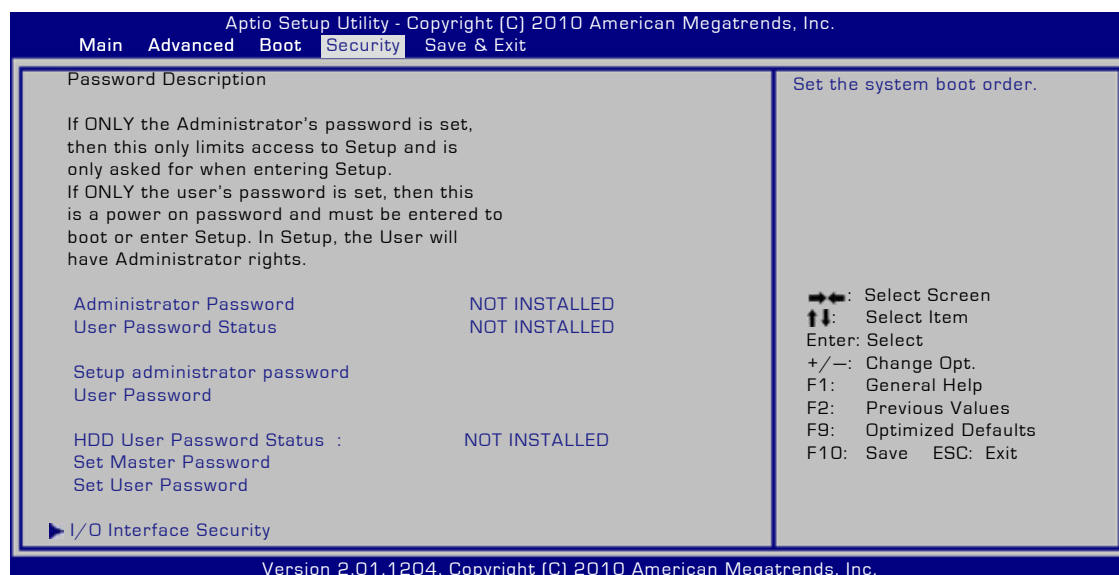 Aptio Setup Utility - Copyright (C) 2010 American Megatrends, Inc.
Main Advanced Boot Security Save & Exit
Password Description
If ONLY the Administrator's password is set,
then this only limits access to Setup and is
only asked for when entering Setup.
If ONLY the user's password is set, then this
is a power on password and must be entered to
boot or enter Setup. In Setup, the User will
have Administrator rights.
Administrator Password NOT INSTALLED
User Password Status NOT INSTALLED
Setup administrator password
User Password
HDD User Password Status : NOT INSTALLED
Set Master Password
Set User Password
I/O Interface Security
Set the system boot order.
: Select Screen
: Select Item
Enter: Select
+/—: Change Opt.
F1: General Help
F2: Previous Values
F9: Optimized Defaults
F10: Save ESC: Exit
Version 2.01.1204. Copyright (C) 2010 American Megatrends, Inc.